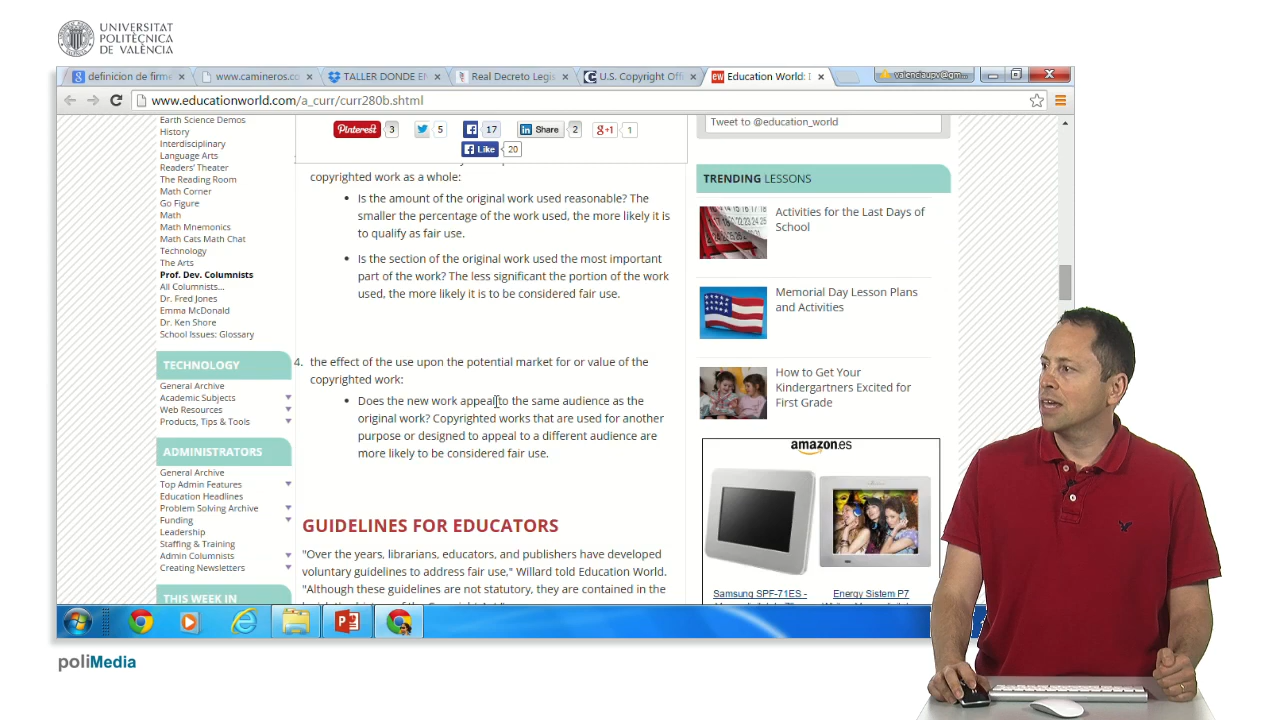 UNIVERSITAT
POLITÈCNICA
DE VALÈNCIA
definicion de firme
www.camineros.co
TALLER DONDE E
Real Decreto Legis
U.S. Copyright Offi
Education World:
valenciaupv@gm...
www.educationworld.com/a_curr/curr280b.shtml
Earth Science Demos
History
Interdisciplinary
Language Arts
Readers' Theater
The Reading Room
Math Corner
Go Figure
Math
Math Mnemonics
Math Cats Math Chat
Technology
The Arts
Prof. Dev. Columnists
All Columnists...
Dr. Fred Jones
Emma McDonald
Dr. Ken Shore
School Issues: Glossary
TECHNOLOGY
General Archive
Academic Subjects
Web Resources
Products, Tips & Tools
ADMINISTRATORS
General Archive
Top Admin Features
Education Headlines
Problem Solving Archive
Funding
Leadership
Staffing & Training
Admin Columnists
Creating Newsletters
THIS WEEK IN
Pinterest 3
5
17
in Share 2
g+1 1
Like 20
copyrighted work as a whole:
• Is the amount of the original work used reasonable? The
smaller the percentage of the work used, the more likely it is
to qualify as fair use.
• Is the section of the original work used the most important
part of the work? The less significant the portion of the work
used, the more likely it is to be considered fair use.
4. the effect of the use upon the potential market for or value of the
copyrighted work:
• Does the new work appeal to the same audience as the
original work? Copyrighted works that are used for another
purpose or designed to appeal to a different audience are
more likely to be considered fair use.
GUIDELINES FOR EDUCATORS
"Over the years, librarians, educators, and publishers have developed
voluntary guidelines to address fair use," Willard told Education World.
"Although these guidelines are not statutory, they are contained in the
Tweet to @education_world
TRENDING LESSONS
Activities for the Last Days of
School
Memorial Day Lesson Plans
and Activities
How to Get Your
Kindergartners Excited for
First Grade
amazon.es
Samsung SPF-71ES -
Energy Sistem P7
poliMedia